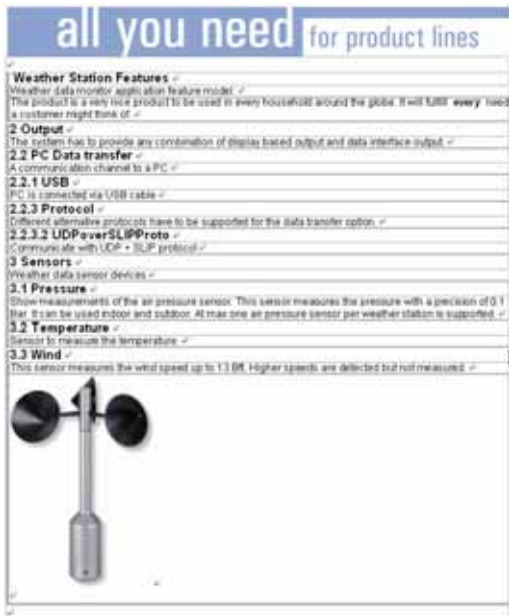 all you need for product lines
Weather Station Features
Weather data monitor application feature model.
The product is a very nice product to be used in every household around the globe. It will fulfill every need
a customer might think of.
2 Output
The system has to provide any combination of display based output and data interface output.
2.2 PC Data transfer
A communication channel to a PC
2.2.1 USB
PC is connected via USB cable
2.2.3 Protocol
Different alternative protocols have to be supported for the data transfer option.
2.2.3.2 UDPoverSLIPProto
Communicate with UDP + SLIP protocol
3 Sensors
Weather data sensor devices
3.1 Pressure
Show measurements of the air pressure sensor. This sensor measures the pressure with a precision of 0.1
Bar. It can be used indoor and outdoor. At max one air pressure sensor per weather station is supported.
3.2 Temperature
Sensor to measure the temperature
3.3 Wind
This sensor measures the wind speed up to 13 Bft. Higher speeds are detected but not measured.